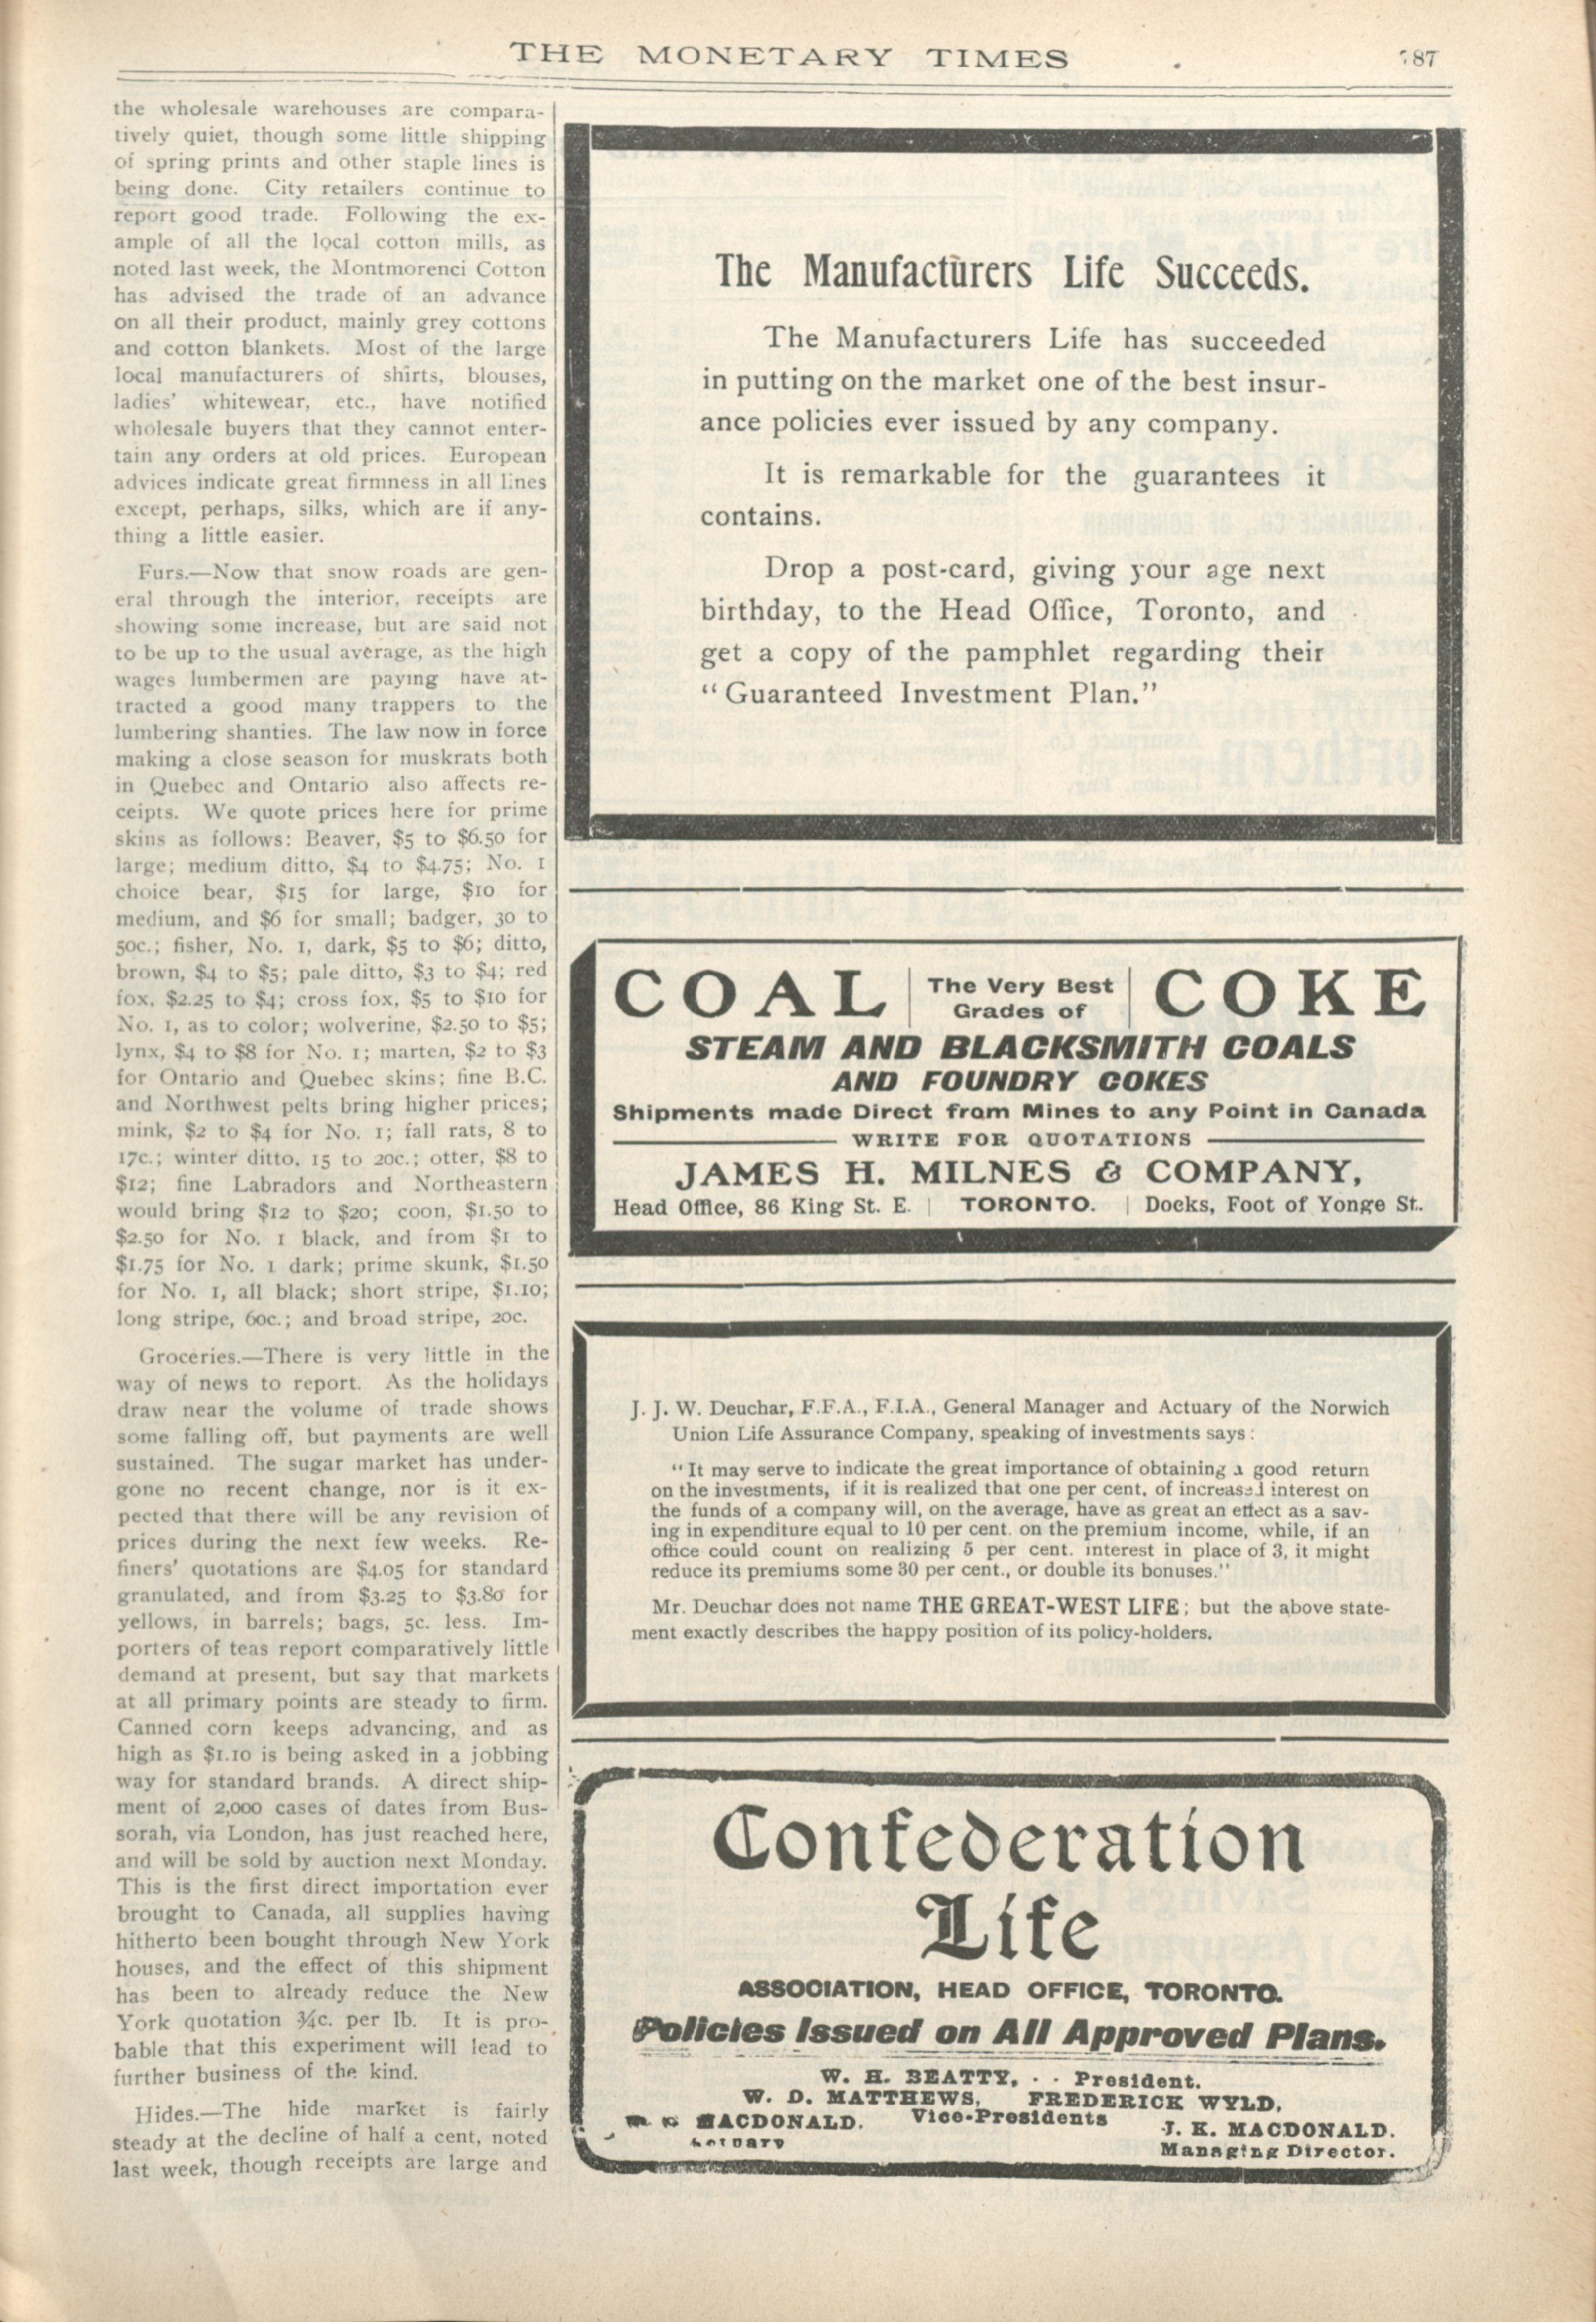 THE MONETARY TIMES
87
the wholesale warehouses are compara-
tively quiet, though some little shipping
of spring prints and other staple lines is
being done. City retailers continue to
report good trade. Following the ex-
ample of all the local cotton mills, as
noted last week, the Montmorenci Cotton
has advised the trade of an advance
on all their product, mainly grey cottons
and cotton blankets. Most of the large
local manufacturers of shirts, blouses,
ladies' whitewear, etc., have notified
wholesale buyers that they cannot enter-
tain any orders at old prices. European
advices indicate great firmness in all lines
except, perhaps, silks, which are if any-
thing a little easier.
Furs.—Now that snow roads are gen-
eral through the interior, receipts are
showing some increase, but are said not
to be up to the usual average, as the high
wages lumbermen are paying have at-
tracted a good many trappers to the
lumbering shanties. The law now in force
making a close season for muskrats both
in Quebec and Ontario also affects re-
ceipts. We quote prices here for prime
skins as follows: Beaver, $5 to $6.50 for
large; medium ditto, $4 to $4.75; No. 1
choice bear, $15 for large, $10 for
medium, and $6 for small; badger, 30 to
50c.; fisher, No. 1, dark, $5 to $6; ditto,
brown, $4 to $5; pale ditto, $3 to $4; red
fox, $2.25 to $4; cross fox, $5 to $10 for
No. 1, as to color; wolverine, $2.50 to $5;
lynx, $4 to $8 for No. 1; marten, $2 to $3
for Ontario and Quebec skins; fine B.C.
and Northwest pelts bring higher prices;
mink, $2 to $4 for No. 1; fall rats, 8 to
17c.; winter ditto, 15 to 20c.; otter, $8 to
$12; fine Labradors and Northeastern
would bring $12 to $20; coon, $1.50 to
$2.50 for No. 1 black, and from $1 to
$1.75 for No. 1 dark; prime skunk, $1.50
for No. 1, all black; short stripe, $1.10;
long stripe, 60c.; and broad stripe, 20c.
Groceries.—There is very little in the
way of news to report. As the holidays
draw near the volume of trade shows
some falling off, but payments are well
sustained. The sugar market has under-
gone no recent change, nor is it ex-
pected that there will be any revision of
prices during the next few weeks. Re-
finers' quotations are $4.05 for standard
granulated, and from $3.25 to $3.80 for
yellows, in barrels; bags, 5c. less. Im-
porters of teas report comparatively little
demand at present, but say that markets
at all primary points are steady to firm.
Canned corn keeps advancing, and as
high as $1.10 is being asked in a jobbing
way for standard brands. A direct ship-
ment of 2,000 cases of dates from Bus-
sorah, via London, has just reached here,
and will be sold by auction next Monday.
This is the first direct importation ever
brought to Canada, all supplies having
hitherto been bought through New York
houses, and the effect of this shipment
has been to already reduce the New
York quotation ¾c. per lb. It is pro-
bable that this experiment will lead to
further business of the kind.
Hides.—The hide market is fairly
steady at the decline of half a cent, noted
last week, though receipts are large and
The Manufacturers Life Succeeds.
The Manufacturers Life has succeeded
in putting on the market one of the best insur-
ance policies ever issued by any company.
It is remarkable for the guarantees it
contains.
Drop a post-card, giving your age next
birthday, to the Head Office, Toronto, and
get a copy of the pamphlet regarding their
"Guaranteed Investment Plan."
COAL | The Very Best | COKE
Grades of
STEAM AND BLACKSMITH COALS
AND FOUNDRY COKES
Shipments made Direct from Mines to any Point in Canada
WRITE FOR QUOTATIONS
JAMES H. MILNES & COMPANY,
Head Office, 86 King St. E. | TORONTO. | Docks, Foot of Yonge St.
J. J. W. Deuchar, F.F.A., F.I.A., General Manager and Actuary of the Norwich
Union Life Assurance Company, speaking of investments says:
"It may serve to indicate the great importance of obtaining a good return
on the investments, if it is realized that one per cent. of increased interest on
the funds of a company will, on the average, have as great an effect as a sav-
ing in expenditure equal to 10 per cent. on the premium income, while, if an
office could count on realizing 5 per cent. interest in place of 3, it might
reduce its premiums some 30 per cent., or double its bonuses."
Mr. Deuchar does not name THE GREAT-WEST LIFE; but the above state-
ment exactly describes the happy position of its policy-holders.
Confederation
Life
ASSOCIATION, HEAD OFFICE, TORONTO.
Policies Issued on All Approved Plans.
W. H. BEATTY, - - President.
W. D. MATTHEWS, FREDERICK WYLD,
Vice-Presidents
MACDONALD. J. K. MACDONALD.
Actuary Managing Director.